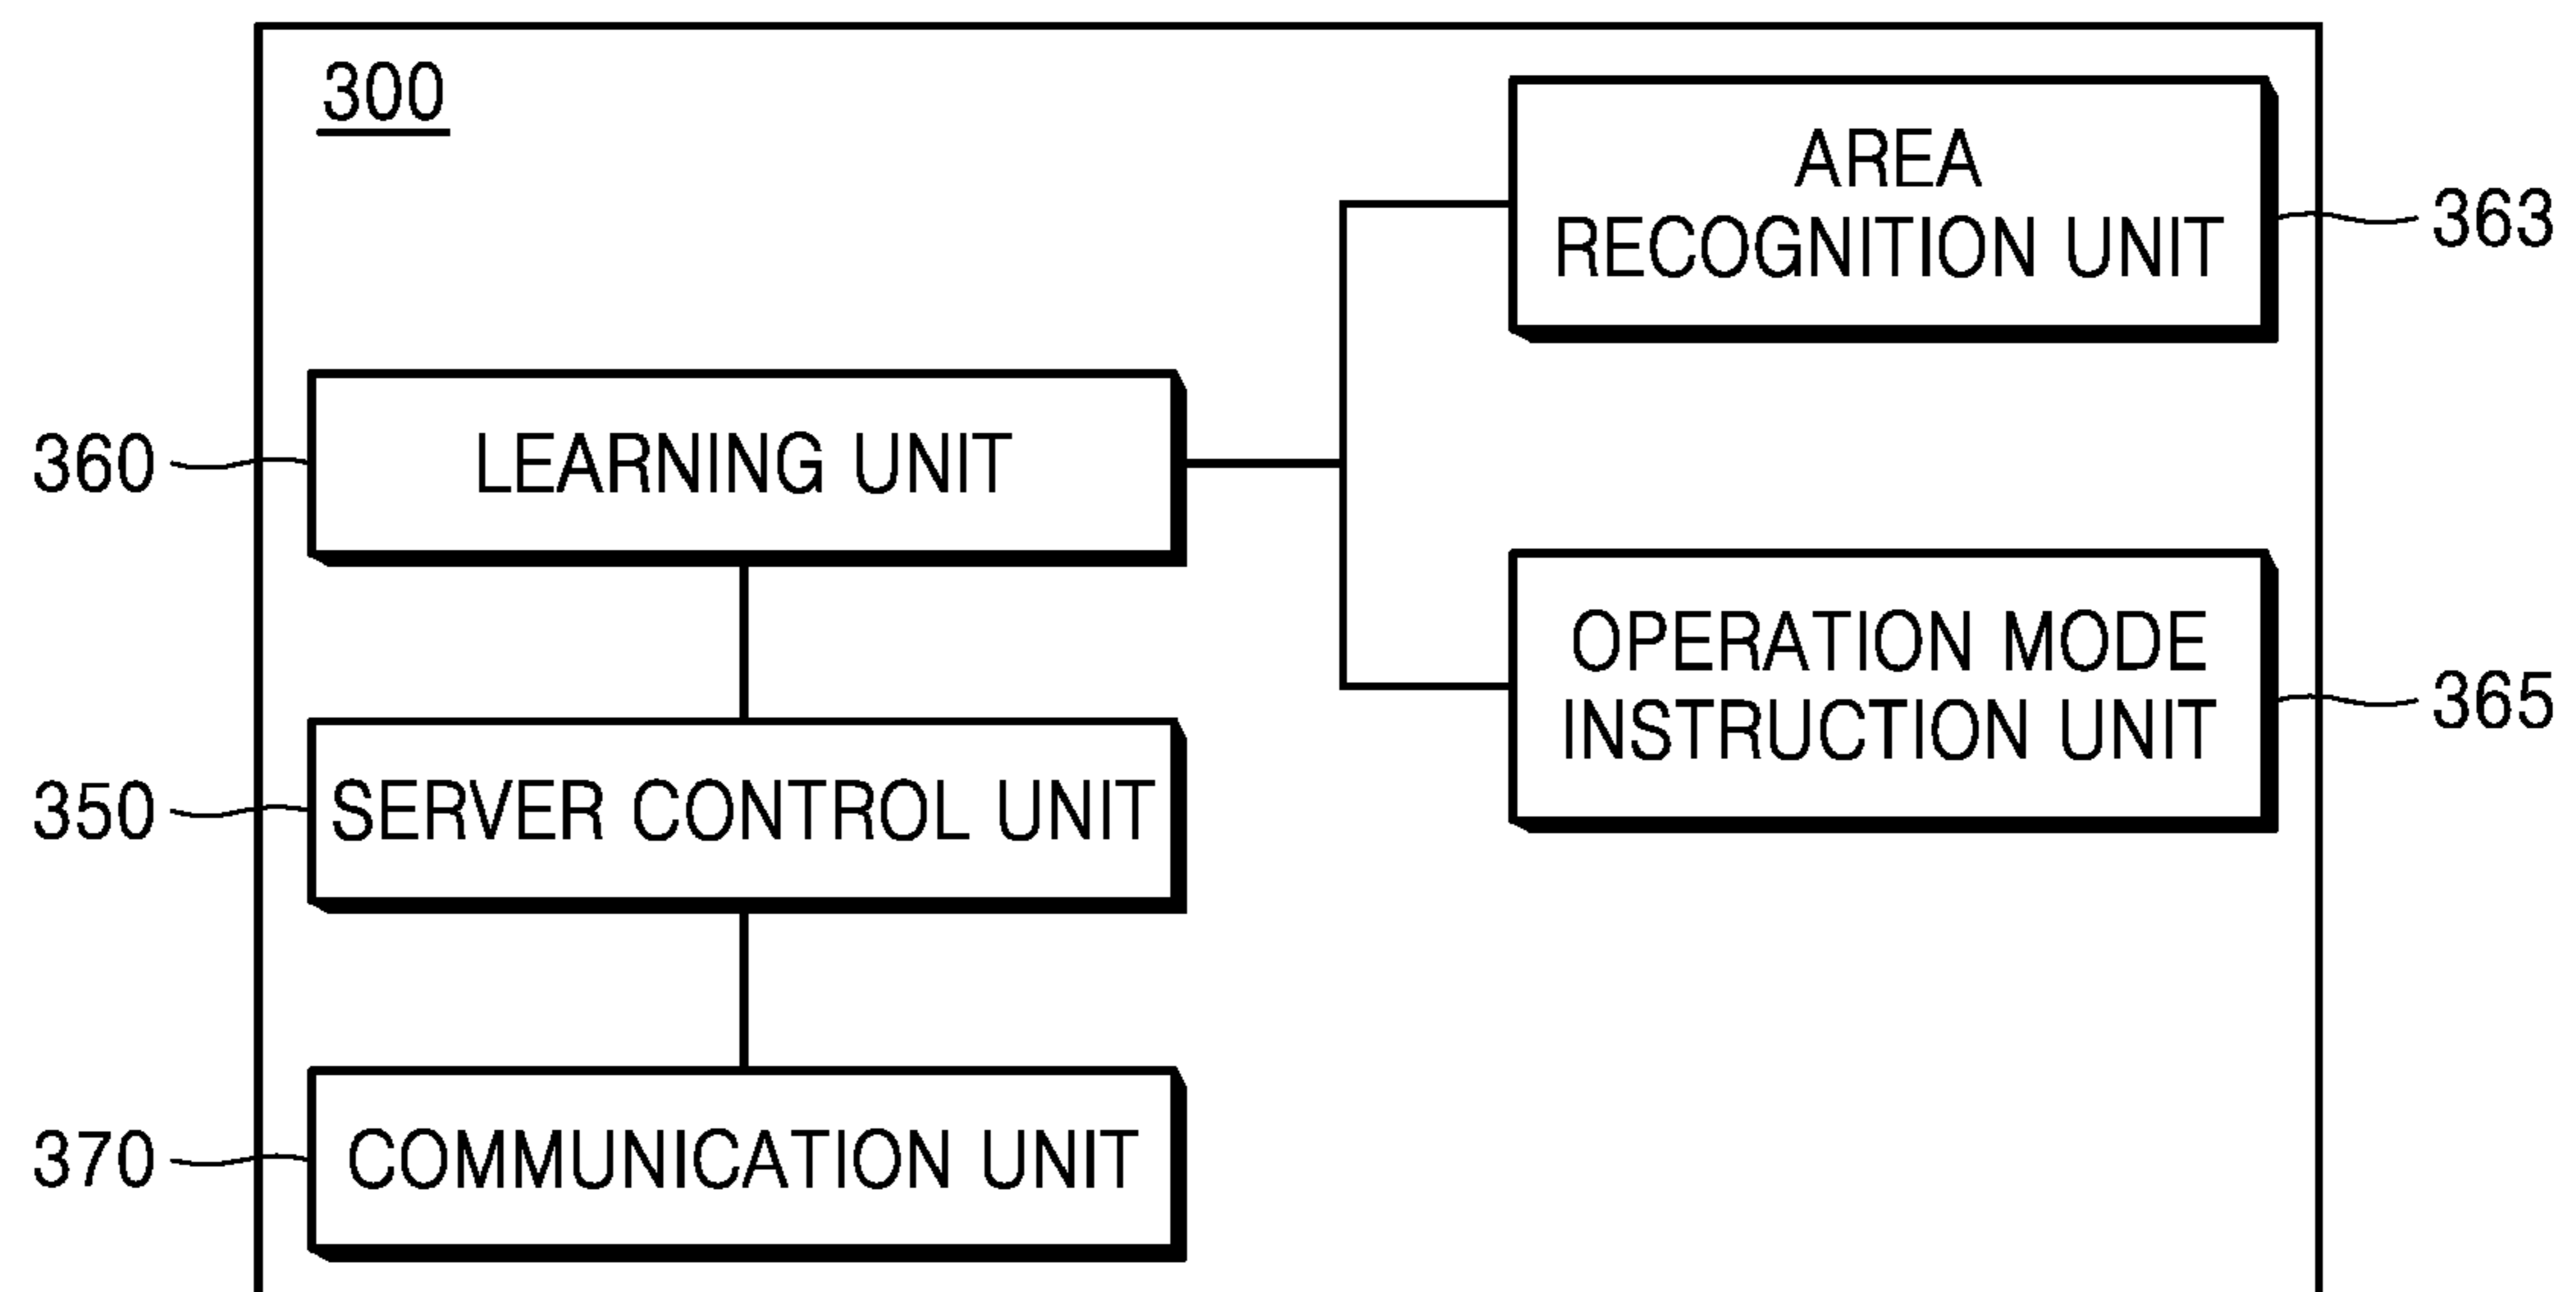 300
AREA
RECOGNITION UNIT
363
360
LEARNING UNIT
OPERATION MODE
INSTRUCTION UNIT
365
350
SERVER CONTROL UNIT
370
COMMUNICATION UNIT